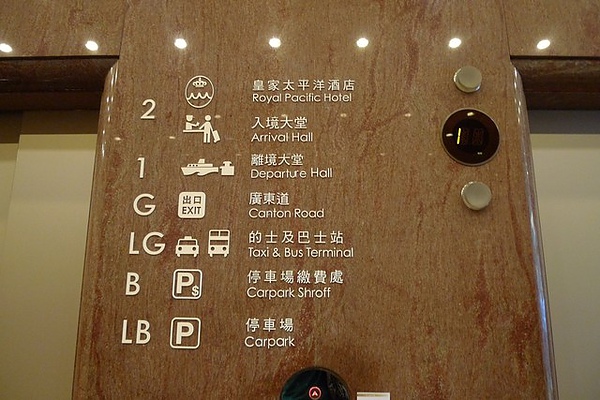 2
皇家太平洋酒店
Royal Pacific Hotel
入境大堂
Arrival Hall
1
離境大堂
Departure Hall
G
出口
EXIT
廣東道
Canton Road
LG
的士及巴士站
Taxi & Bus Terminal
B
P$
停車場繳費處
Carpark Shroff
LB
P
停車場
Carpark
1